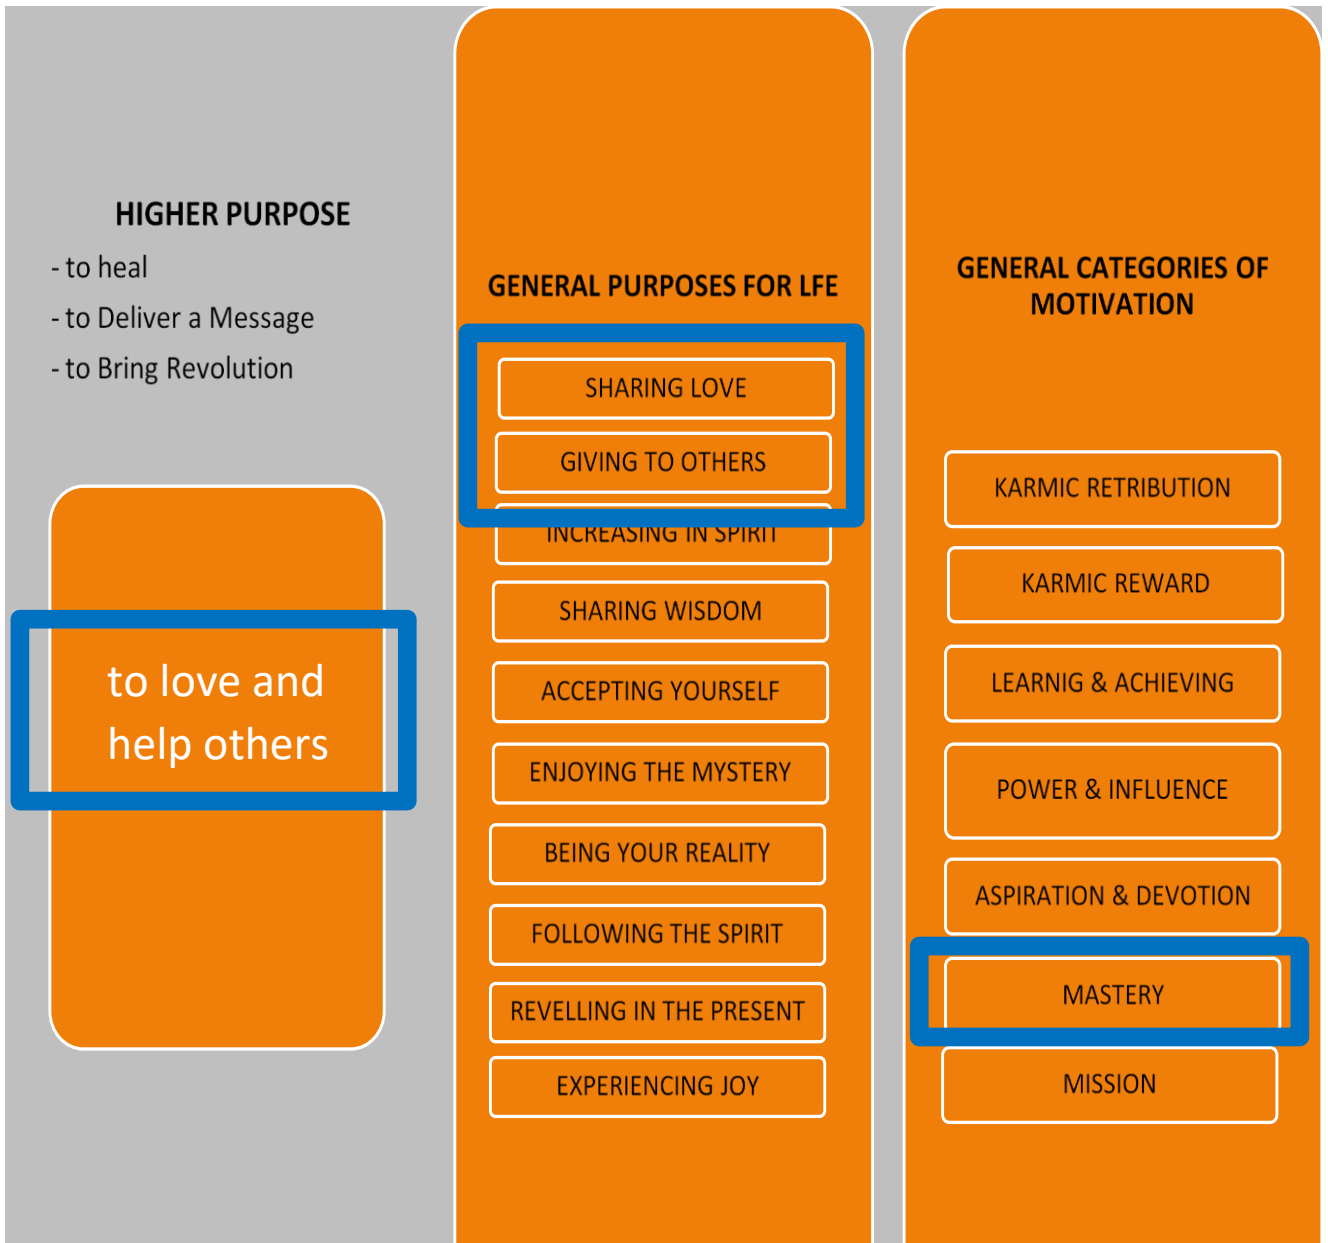 HIGHER PURPOSE
- to heal
- to Deliver a Message
- to Bring Revolution
to love and
help others
GENERAL PURPOSES FOR LFE
SHARING LOVE
GIVING TO OTHERS
INCREASING IN SPIRIT
SHARING WISDOM
ACCEPTING YOURSELF
ENJOYING THE MYSTERY
BEING YOUR REALITY
FOLLOWING THE SPIRIT
REVELLING IN THE PRESENT
EXPERIENCING JOY
GENERAL CATEGORIES OF
MOTIVATION
KARMIC RETRIBUTION
KARMIC REWARD
LEARNIG & ACHIEVING
POWER & INFLUENCE
ASPIRATION & DEVOTION
MASTERY
MISSION